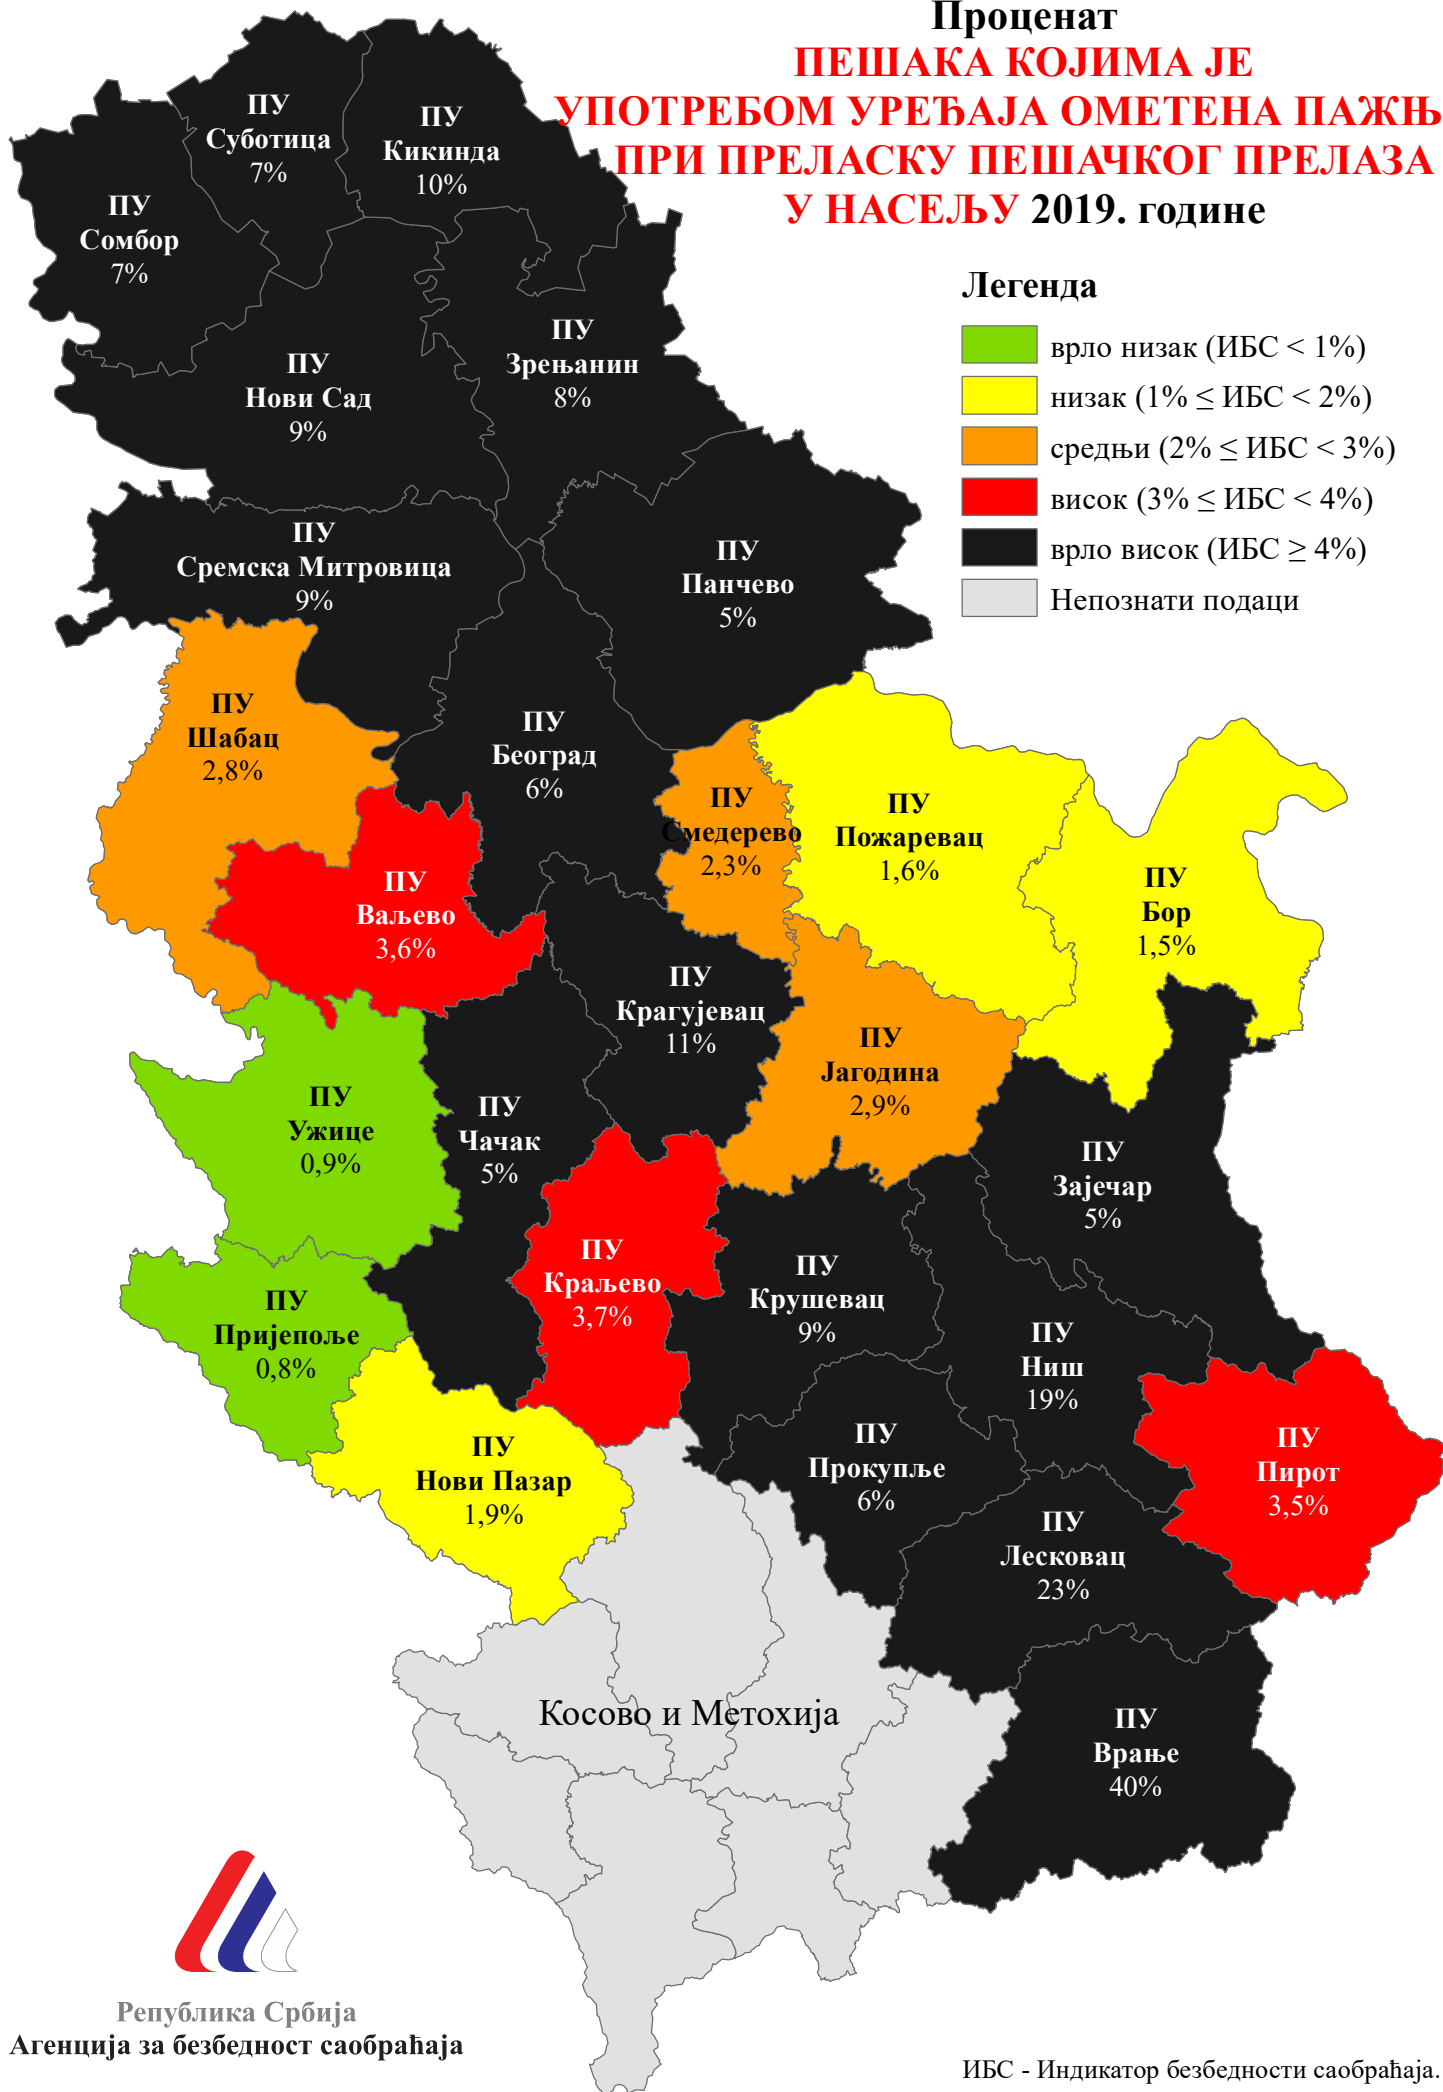 Проценат
ПЕШАКА КОЈИМА ЈЕ
УПОТРЕБОМ УРЕЂАЈА ОМЕТЕНА ПАЖЊ
ПРИ ПРЕЛАСКУ ПЕШАЧКОГ ПРЕЛАЗА
У НАСЕЉУ 2019. године
Легенда
врло низак (ИБС < 1%)
низак (1% ≤ ИБС < 2%)
средњи (2% ≤ ИБС < 3%)
висок (3% ≤ ИБС < 4%)
врло висок (ИБС ≥ 4%)
Непознати подаци
ПУ
Суботица
7%
ПУ
Кикинда
10%
ПУ
Сомбор
7%
ПУ
Зрењанин
8%
ПУ
Нови Сад
9%
ПУ
Сремска Митровица
9%
ПУ
Панчево
5%
ПУ
Шабац
2,8%
ПУ
Београд
6%
ПУ
Смедерево
2,3%
ПУ
Пожаревац
1,6%
ПУ
Бор
1,5%
ПУ
Ваљево
3,6%
ПУ
Крагујевац
11%
ПУ
Јагодина
2,9%
ПУ
Ужице
0,9%
ПУ
Чачак
5%
ПУ
Зајечар
5%
ПУ
Краљево
3,7%
ПУ
Крушевац
9%
ПУ
Пријепоље
0,8%
ПУ
Ниш
19%
ПУ
Нови Пазар
1,9%
ПУ
Прокупље
6%
ПУ
Пирот
3,5%
ПУ
Лесковац
23%
Косово и Метохија
ПУ
Врање
40%
Република Србија
Агенција за безбедност саобраћаја
ИБС - Индикатор безбедности саобраћаја.